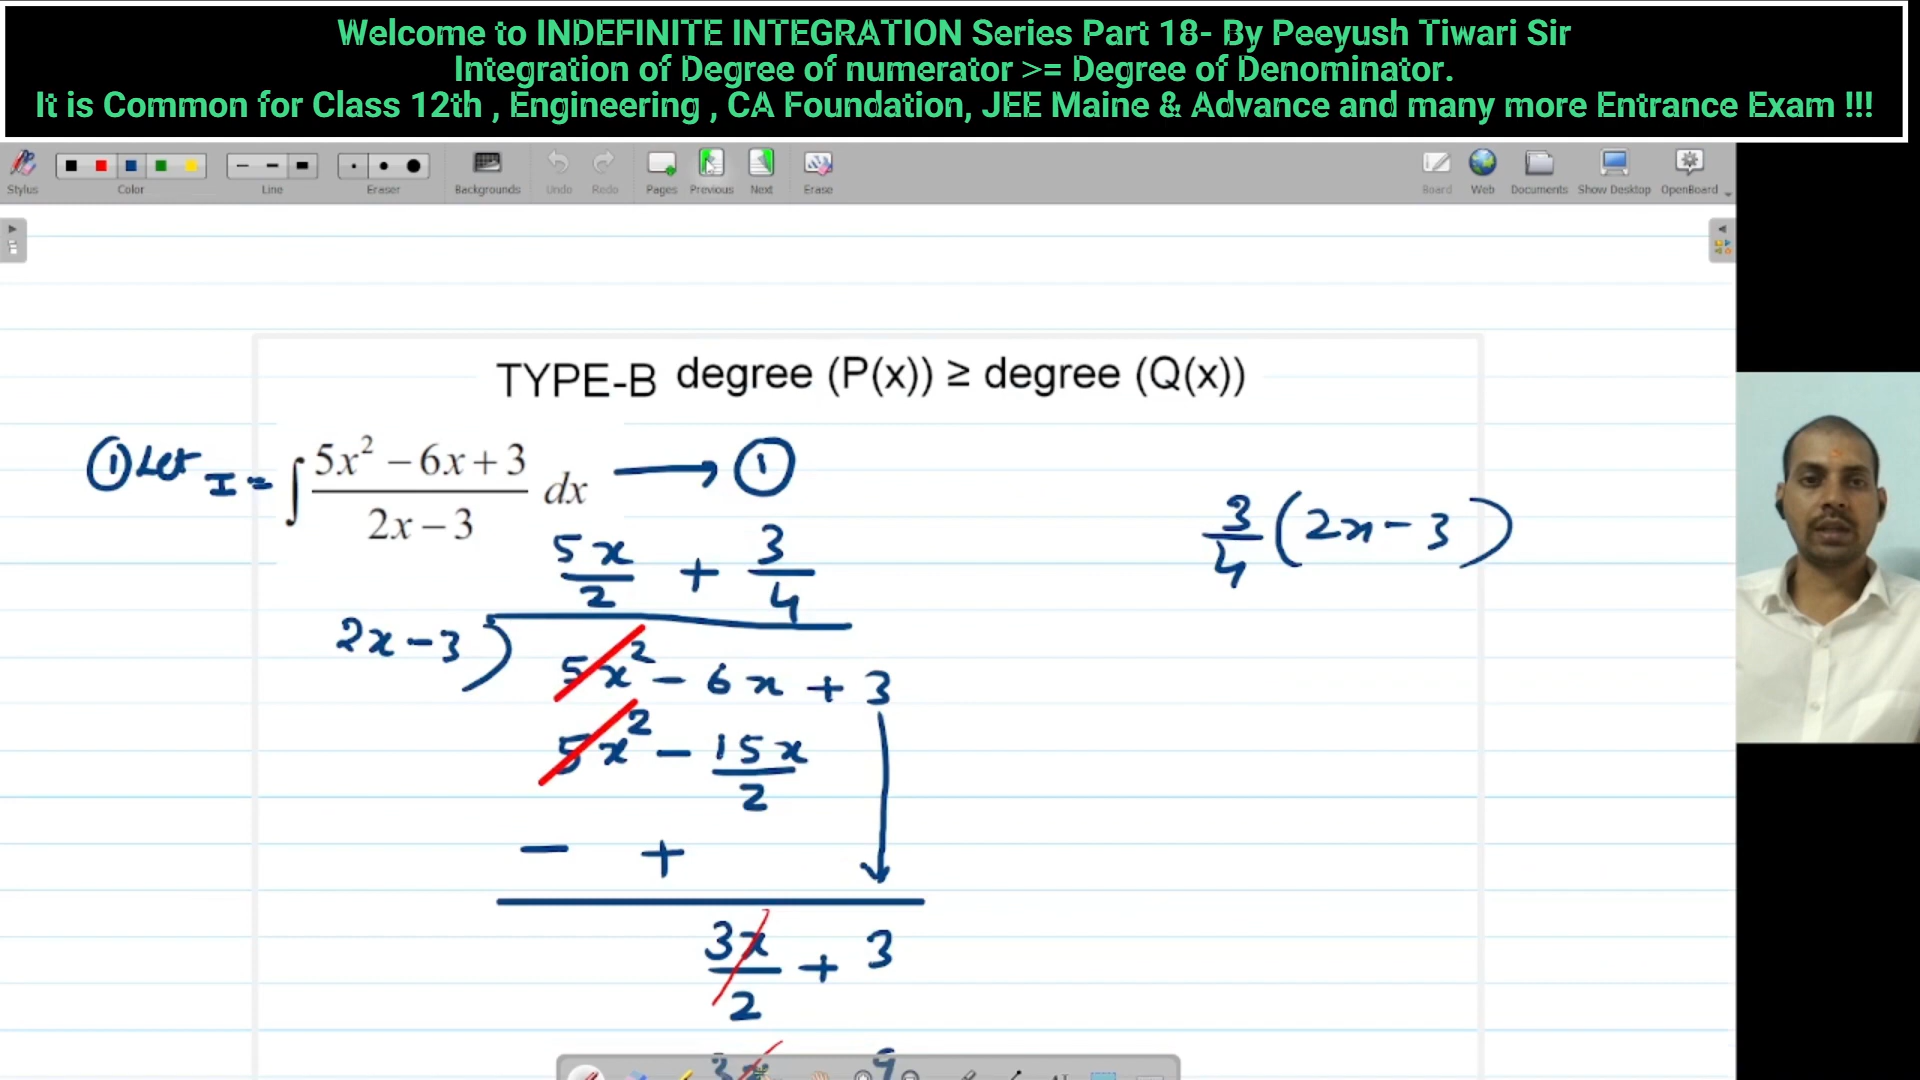 Welcome to INDEFINITE INTEGRATION Series Part 18- By Peeyush Tiwari Sir
Integration of Degree of numerator >= Degree of Denominator.
It is Common for Class 12th , Engineering , CA Foundation, JEE Maine & Advance and many more Entrance Exam !!!
Stylus Color Line Eraser Backgrounds Undo Redo Pages Previous Next Erase Board Web Documents Show Desktop OpenBoard
TYPE-B degree (P(x)) ≥ degree (Q(x))
① Let I = ∫ (5x² − 6x + 3)/(2x − 3) dx → ①
5x/2 + 3/4
3/4 (2x − 3)
2x − 3 ) 5x² − 6x + 3
5x² − 15x/2
− +
3x/2 + 3